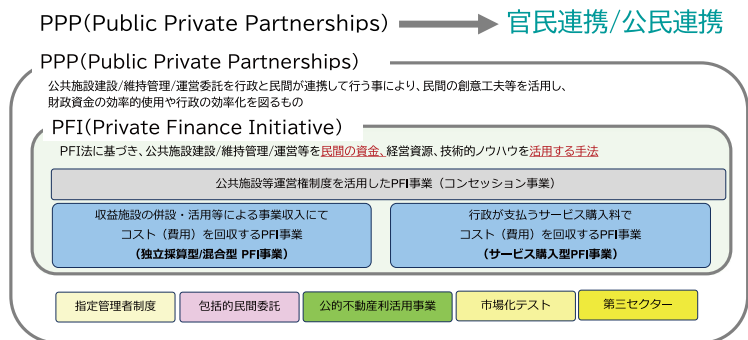 PPP(Public Private Partnerships) 官民連携/公民連携
PPP(Public Private Partnerships)
公共施設建設/維持管理/運営委託を行政と民間が連携して行う事により、民間の創意工夫等を活用し、
財政資金の効率的使用や行政の効率化を図るもの
PFI(Private Finance Initiative)
PFI法に基づき、公共施設建設/維持管理/運営等を民間の資金、経営資源、技術的ノウハウを活用する手法
公共施設等運営権制度を活用したPFI事業（コンセッション事業）
収益施設の併設・活用等による事業収入にて
コスト（費用）を回収するPFI事業
（独立採算型/混合型 PFI事業）
行政が支払うサービス購入料で
コスト（費用）を回収するPFI事業
（サービス購入型PFI事業）
指定管理者制度
包括的民間委託
公的不動産利活用事業
市場化テスト
第三セクター